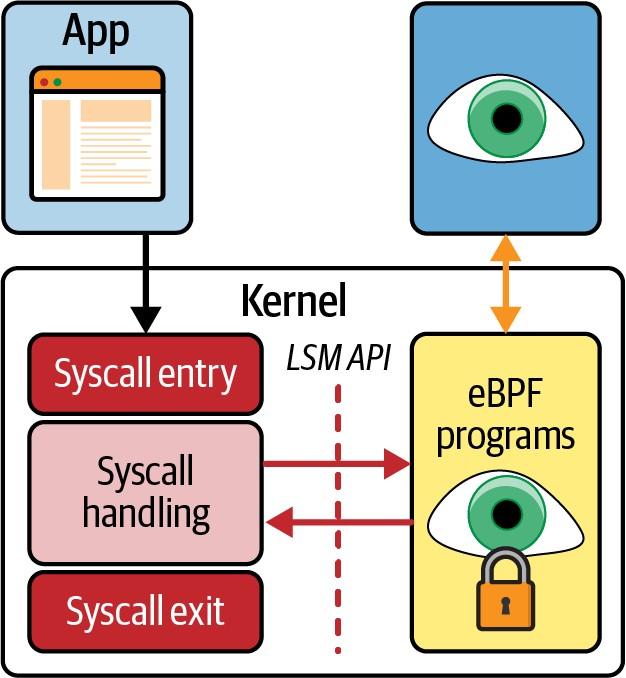 App
Kernel
Syscall entry
LSM API
Syscall
handling
Syscall exit
eBPF
programs